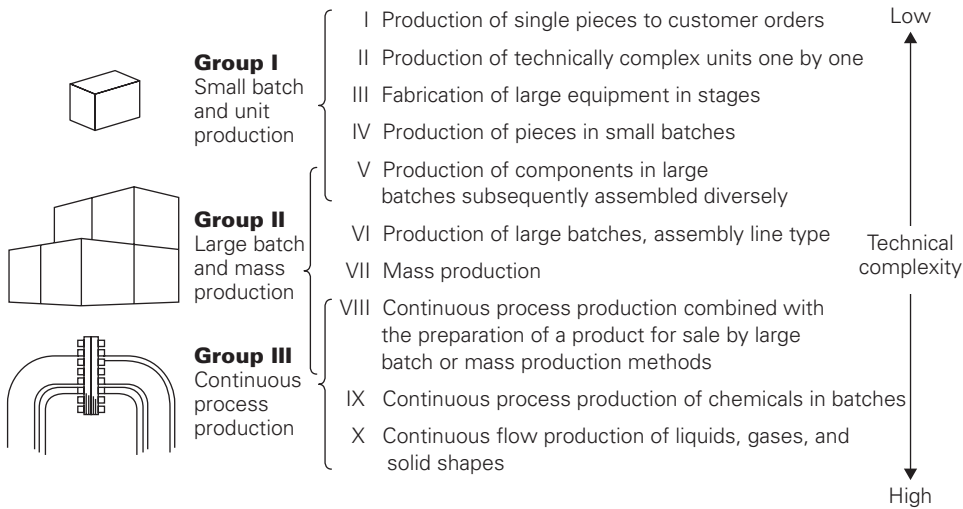 Group I
Small batch
and unit
production
I Production of single pieces to customer orders
II Production of technically complex units one by one
III Fabrication of large equipment in stages
IV Production of pieces in small batches
V Production of components in large
batches subsequently assembled diversely
Group II
Large batch
and mass
production
VI Production of large batches, assembly line type
VII Mass production
VIII Continuous process production combined with
the preparation of a product for sale by large
batch or mass production methods
Group III
Continuous
process
production
IX Continuous process production of chemicals in batches
X Continuous flow production of liquids, gases, and
solid shapes
Low
Technical
complexity
High